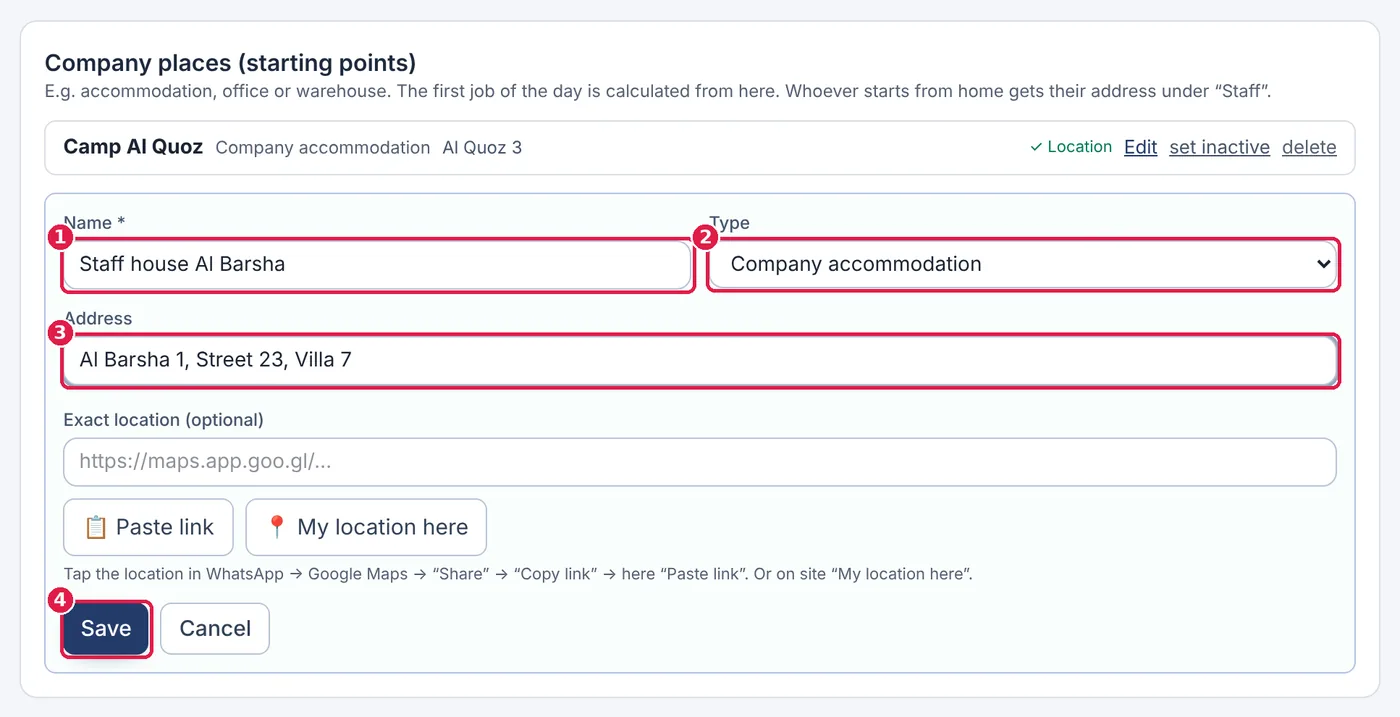 Company places (starting points)
E.g. accommodation, office or warehouse. The first job of the day is calculated from here. Whoever starts from home gets their address under “Staff”.
Camp Al Quoz Company accommodation Al Quoz 3 ✓ Location Edit set inactive delete
Name * Type
1 2
Staff house Al Barsha Company accommodation
Address
3
Al Barsha 1, Street 23, Villa 7
Exact location (optional)
https://maps.app.goo.gl/...
📋 Paste link 📍 My location here
Tap the location in WhatsApp → Google Maps → “Share” → “Copy link” → here “Paste link”. Or on site “My location here”.
4
Save Cancel